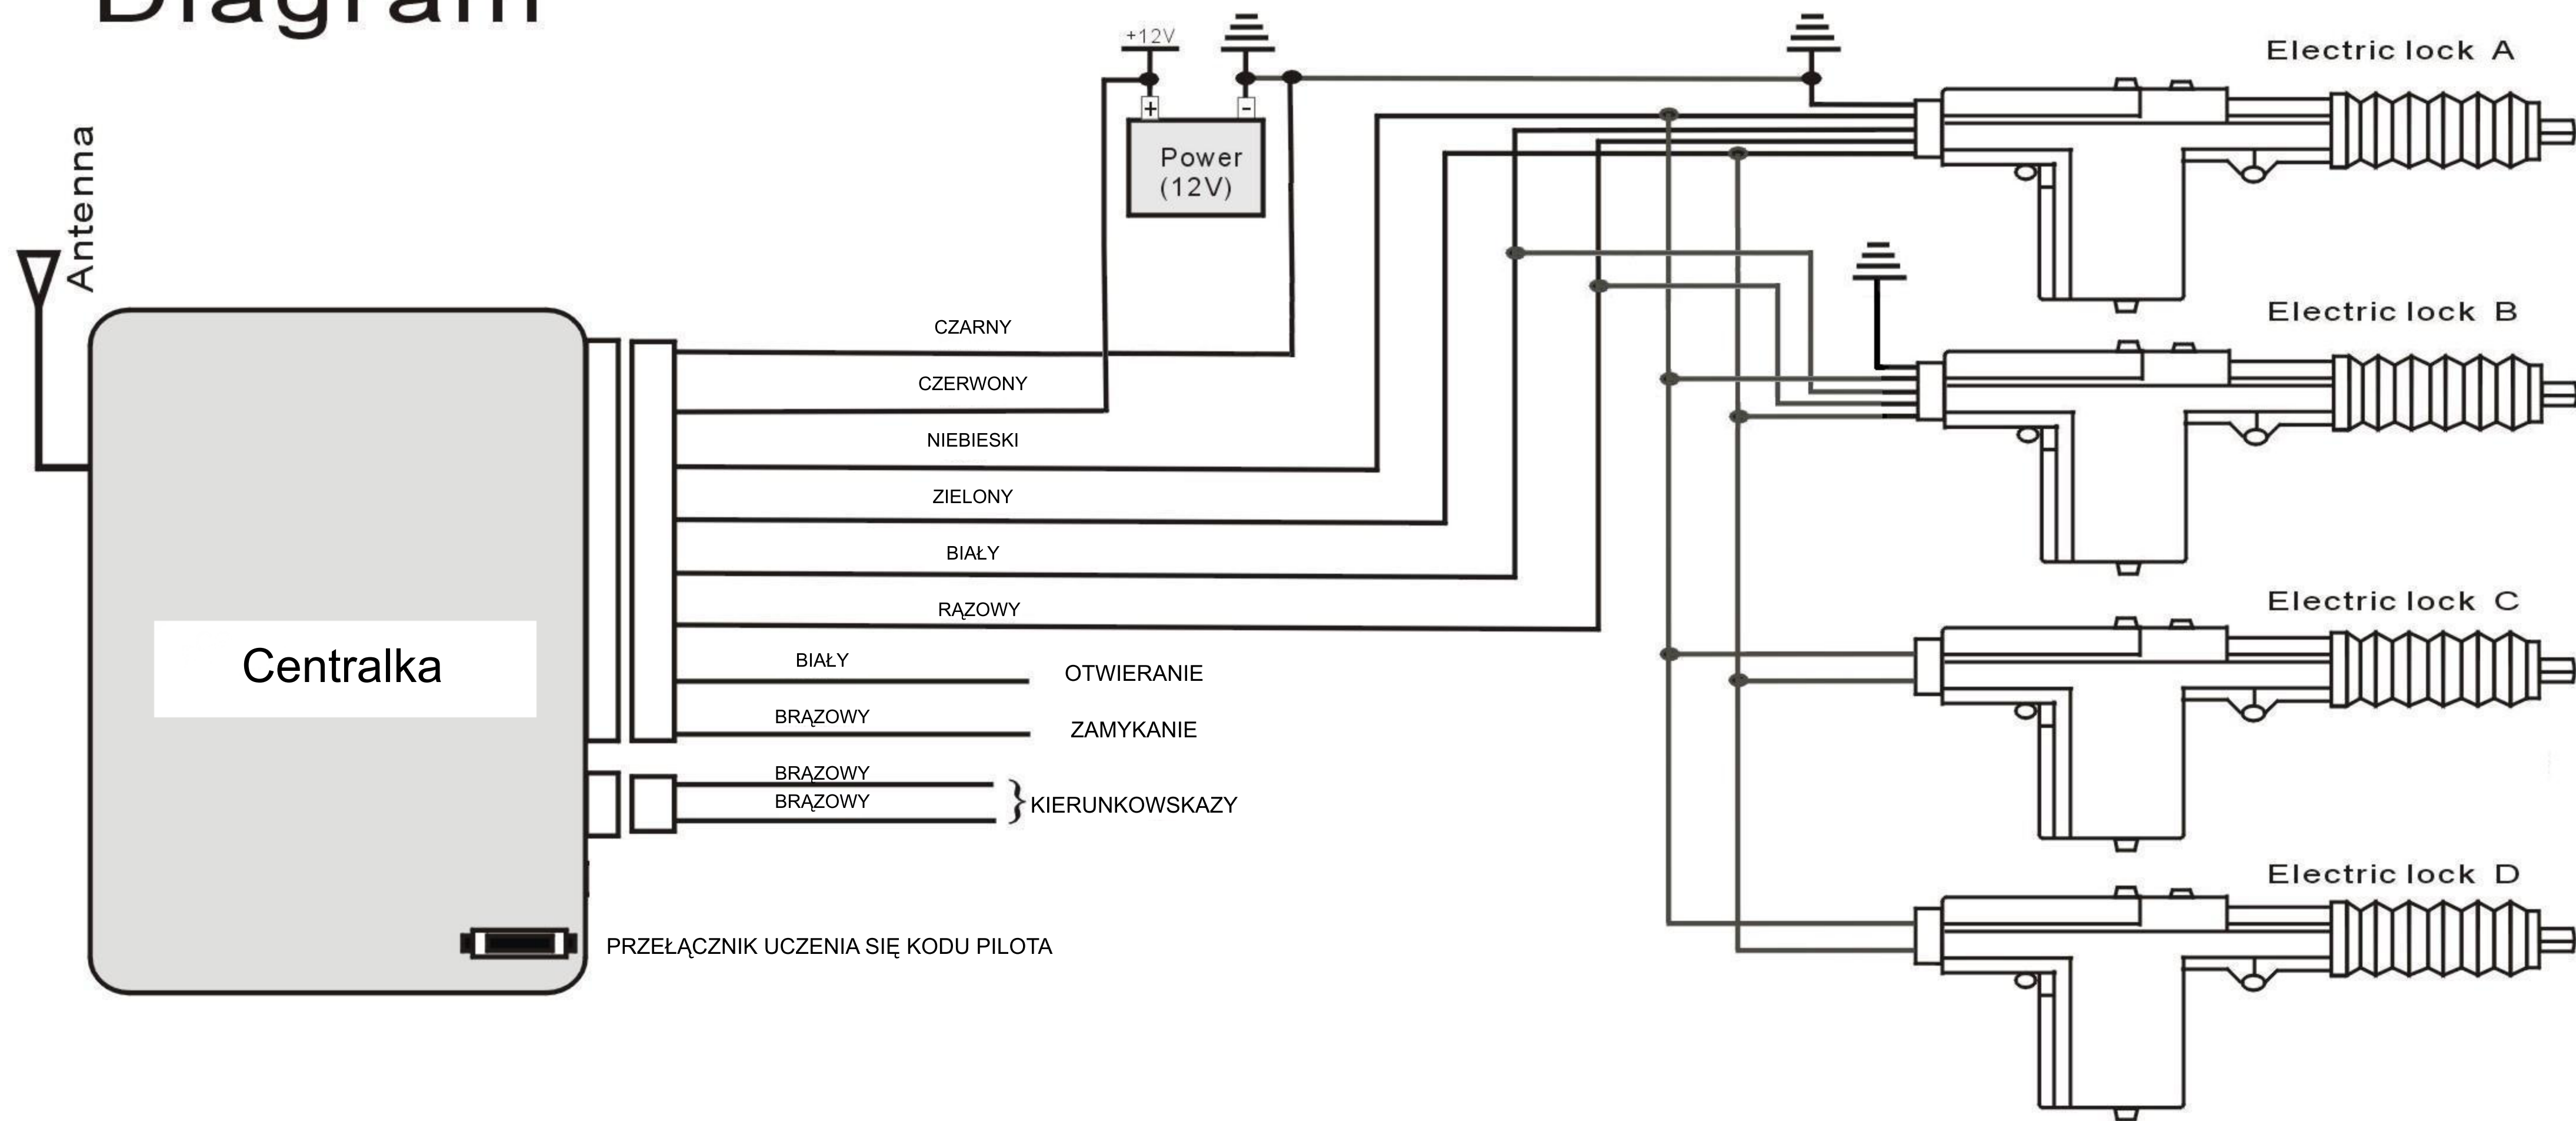 Diagram
Antenna
+12V
+
-
Power
(12V)
Electric lock A
Electric lock B
Electric lock C
Electric lock D
CZARNY
CZERWONY
NIEBIESKI
ZIELONY
BIAŁY
RĄZOWY
BIAŁY
OTWIERANIE
BRĄZOWY
ZAMYKANIE
BRĄZOWY
BRĄZOWY
}KIERUNKOWSKAZY
Centralka
PRZEŁĄCZNIK UCZENIA SIĘ KODU PILOTA